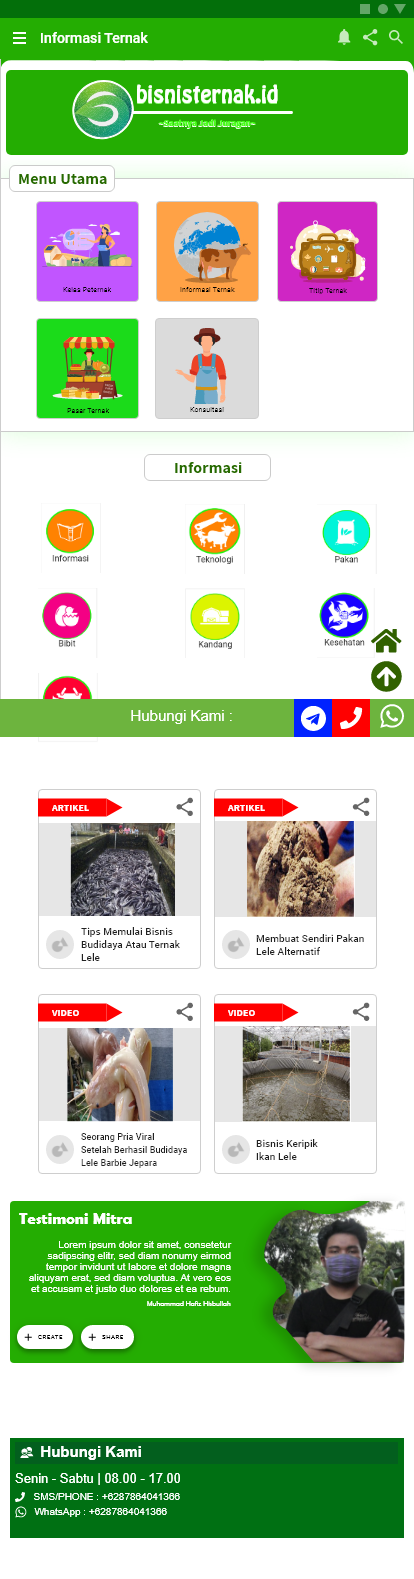 Informasi Ternak
bisnisternak.id
~Saatnya Jadi Juragan~
Menu Utama
Kelas Peternak
Informasi Ternak
Titip Ternak
Pasar Ternak
Konsultasi
Informasi
Informasi
Teknologi
Pakan
Bibit
Kandang
Kesehatan
Hubungi Kami :
ARTIKEL
Tips Memulai Bisnis
Budidaya Atau Ternak
Lele
ARTIKEL
Membuat Sendiri Pakan
Lele Alternatif
VIDEO
Seorang Pria Viral
Setelah Berhasil Budidaya
Lele Barbie Jepara
VIDEO
Bisnis Keripik
Ikan Lele
Testimoni Mitra
Lorem ipsum dolor sit amet, consetetur
sadipscing elitr, sed diam nonumy eirmod
tempor invidunt ut labore et dolore magna
aliquyam erat, sed diam voluptua. At vero eos
et accusam et justo duo dolores et ea rebum.
Muhammad Hafiz Hisbullah
+ CREATE
+ SHARE
Hubungi Kami
Senin - Sabtu | 08.00 - 17.00
SMS/PHONE : +6287864041366
WhatsApp : +6287864041366